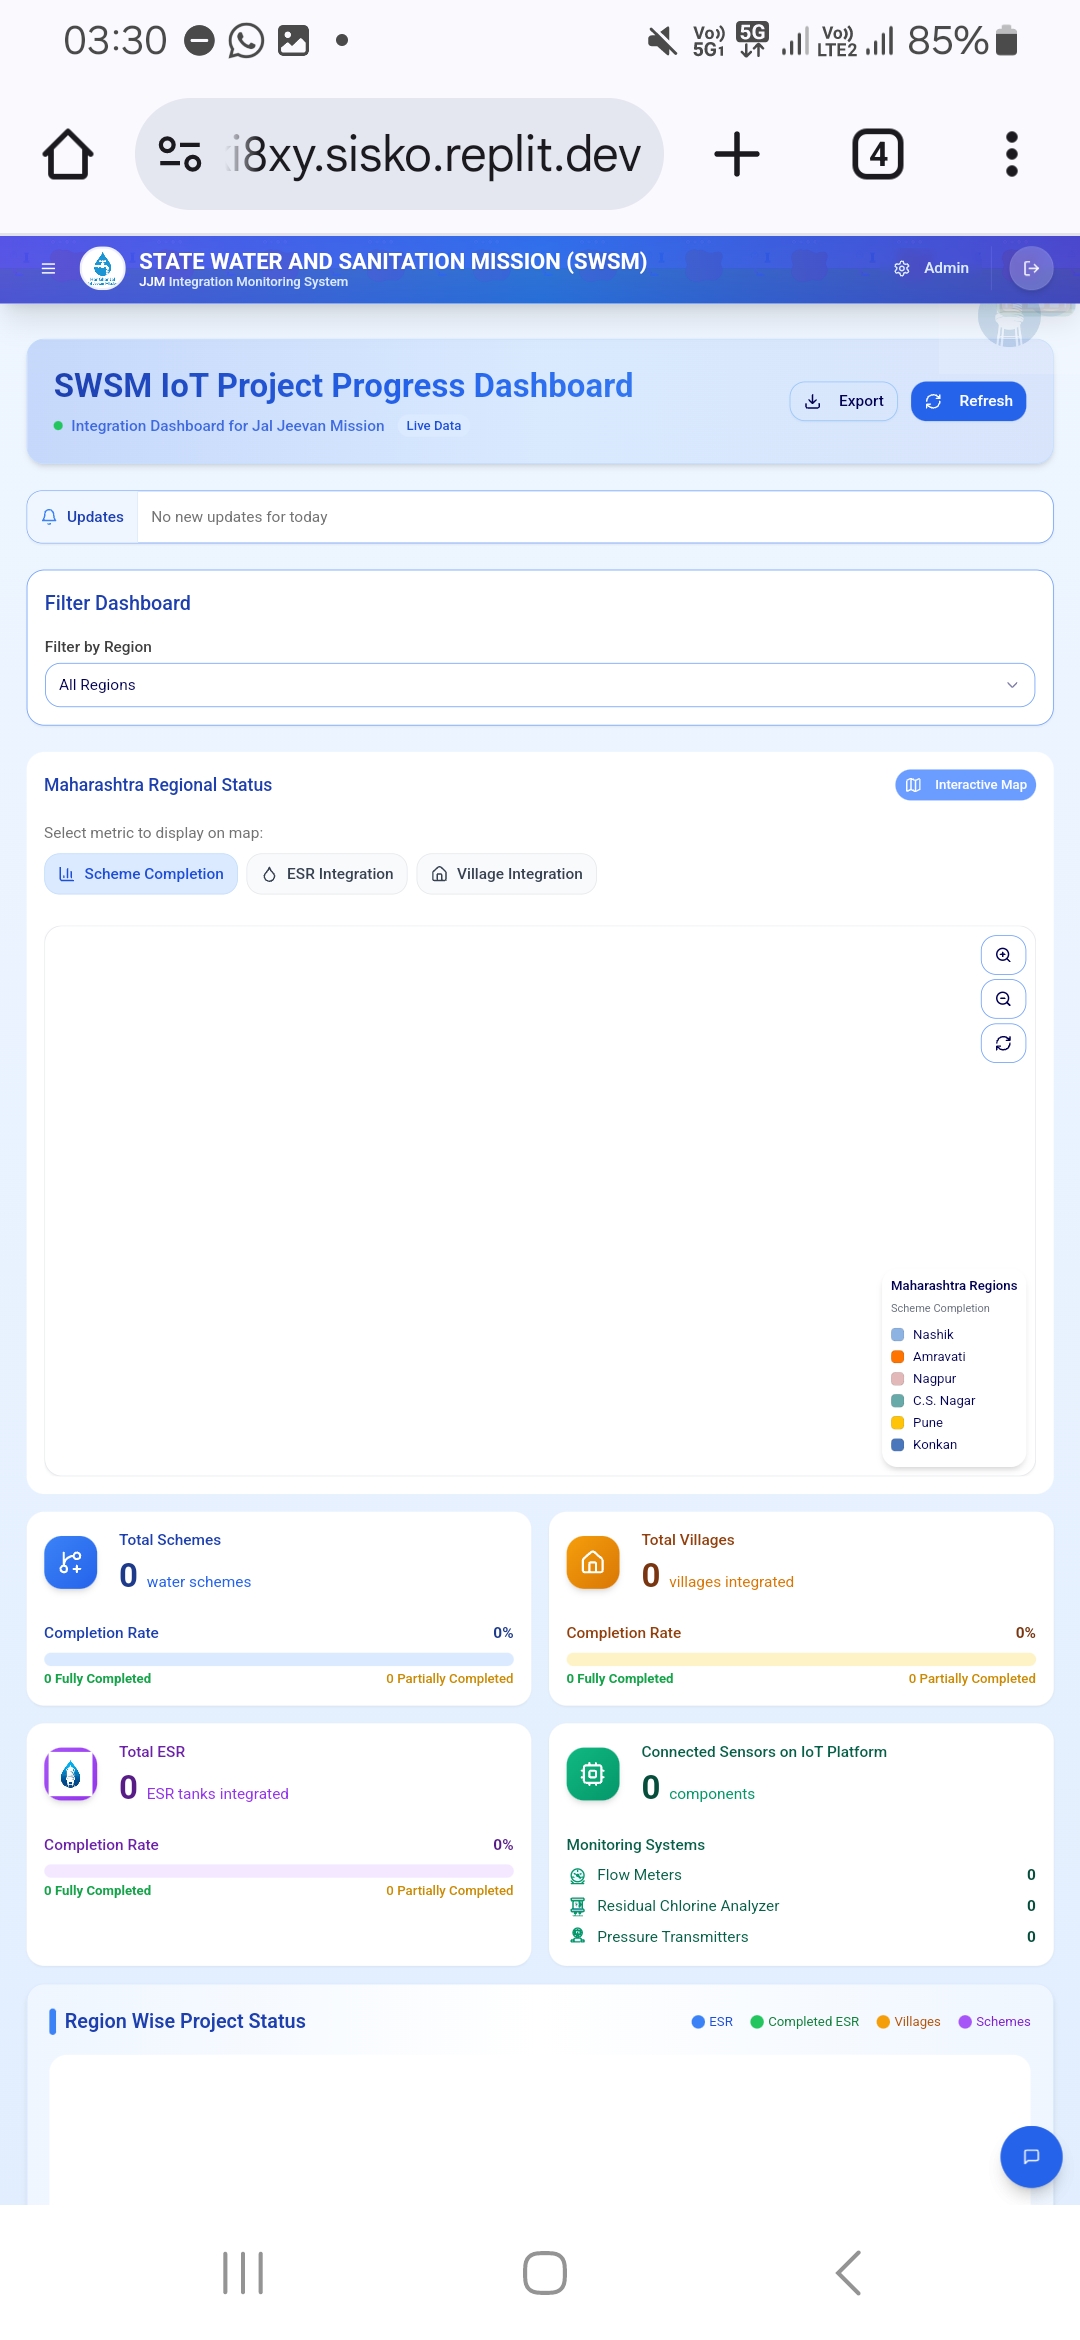 03:30
Vo)) 5G1
5G
Vo)) LTE2
85%
i8xy.sisko.replit.dev
4
STATE WATER AND SANITATION MISSION (SWSM)
JJM Integration Monitoring System
Admin
SWSM IoT Project Progress Dashboard
Integration Dashboard for Jal Jeevan Mission
Live Data
Export
Refresh
Updates
No new updates for today
Filter Dashboard
Filter by Region
All Regions
Maharashtra Regional Status
Interactive Map
Select metric to display on map:
Scheme Completion
ESR Integration
Village Integration
Maharashtra Regions
Scheme Completion
Nashik
Amravati
Nagpur
C.S. Nagar
Pune
Konkan
Total Schemes
0 water schemes
Completion Rate 0%
0 Fully Completed 0 Partially Completed
Total Villages
0 villages integrated
Completion Rate 0%
0 Fully Completed 0 Partially Completed
Total ESR
0 ESR tanks integrated
Completion Rate 0%
0 Fully Completed 0 Partially Completed
Connected Sensors on IoT Platform
0 components
Monitoring Systems
Flow Meters 0
Residual Chlorine Analyzer 0
Pressure Transmitters 0
Region Wise Project Status
ESR
Completed ESR
Villages
Schemes